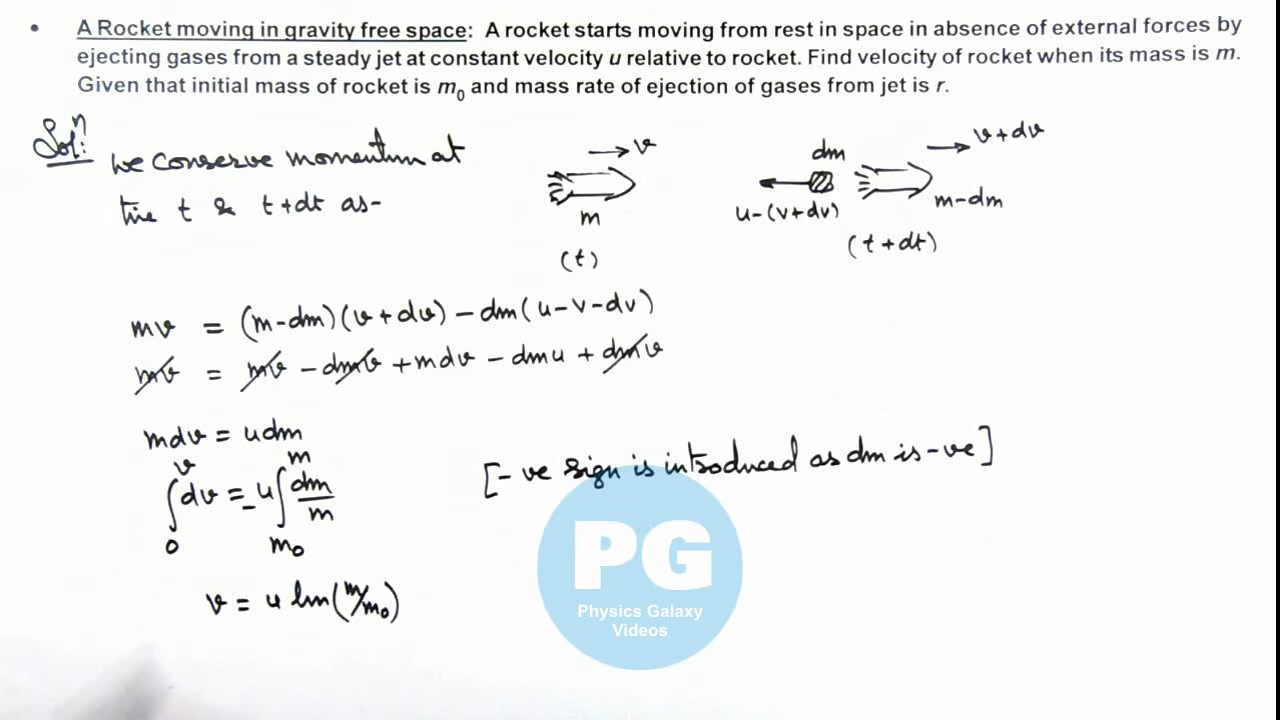 • A Rocket moving in gravity free space: A rocket starts moving from rest in space in absence of external forces by
ejecting gases from a steady jet at constant velocity u relative to rocket. Find velocity of rocket when its mass is m.
Given that initial mass of rocket is m₀ and mass rate of ejection of gases from jet is r.
Solⁿ: We conserve momentum at
time t & t+dt as-
v
m
(t)
dm
v+dv
u-(v+dv)
m-dm
(t+dt)
mv = (m-dm)(v+dv) - dm(u-v-dv)
mv = mv - dmv + mdv - dmu + dmv
mdv = udm
∫₀ᵛ dv = -u ∫ₘ₀ᵐ dm/m [-ve sign is introduced as dm is -ve]
v = u ln(m/m₀)
PG
Physics Galaxy
Videos